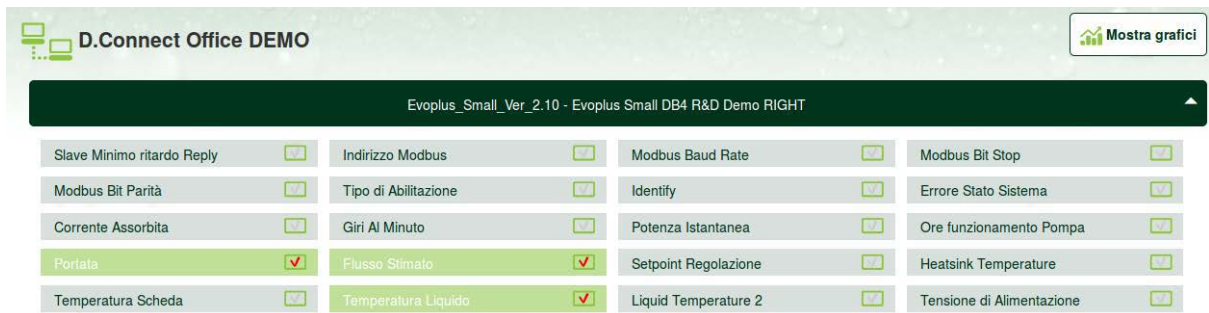 D.Connect Office DEMO
Mostra grafici
Evoplus_Small_Ver_2.10 - Evoplus Small DB4 R&D Demo RIGHT
Slave Minimo ritardo Reply Indirizzo Modbus Modbus Baud Rate Modbus Bit Stop
Modbus Bit Parità Tipo di Abilitazione Identify Errore Stato Sistema
Corrente Assorbita Giri Al Minuto Potenza Istantanea Ore funzionamento Pompa
Portata Flusso Stimato Setpoint Regolazione Heatsink Temperature
Temperatura Scheda Temperatura Liquido Liquid Temperature 2 Tensione di Alimentazione